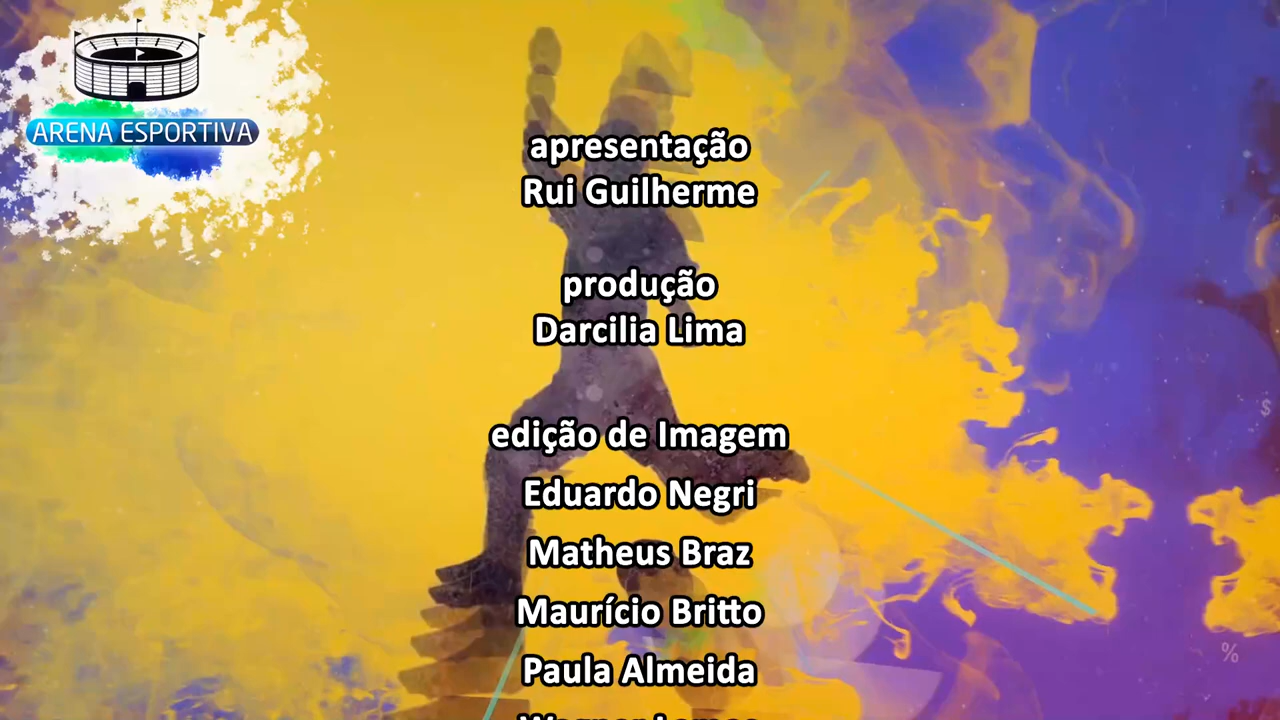 ARENA ESPORTIVA
apresentação
Rui Guilherme
produção
Darcilia Lima
edição de Imagem
Eduardo Negri
Matheus Braz
Maurício Britto
Paula Almeida
$
%